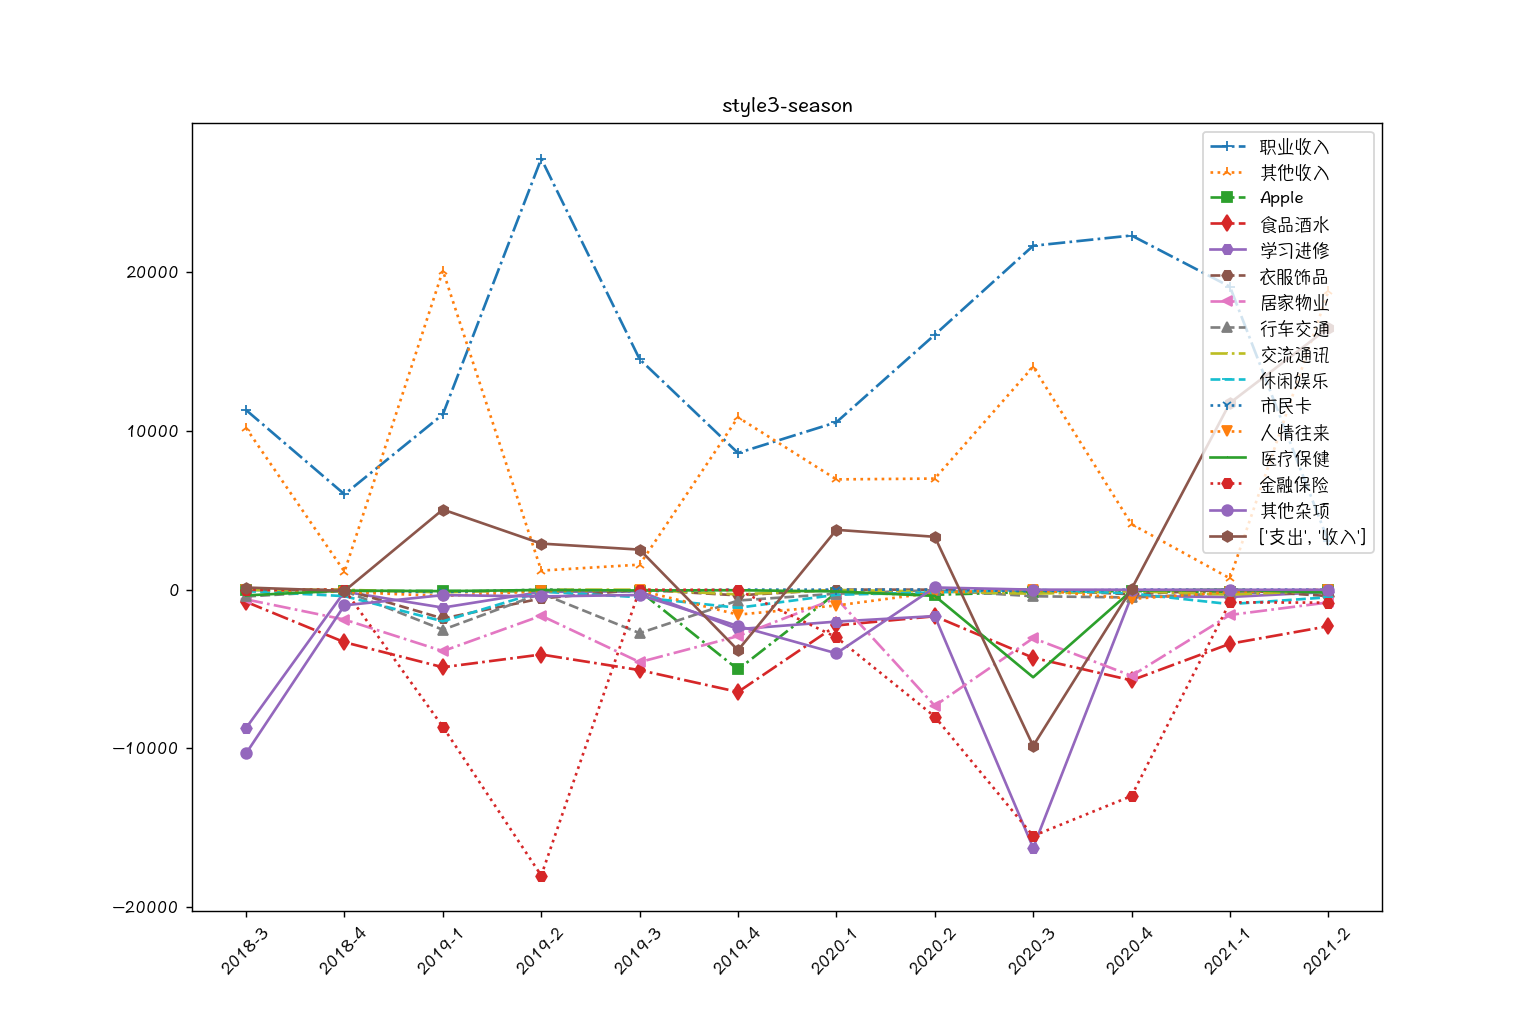 style3-season
职业收入
其他收入
Apple
食品酒水
学习进修
衣服饰品
居家物业
行车交通
交流通讯
休闲娱乐
市民卡
人情往来
医疗保健
金融保险
其他杂项
['支出', '收入']
20000
10000
0
−10000
−20000
2018-3
2018-4
2019-1
2019-2
2019-3
2019-4
2020-1
2020-2
2020-3
2020-4
2021-1
2021-2